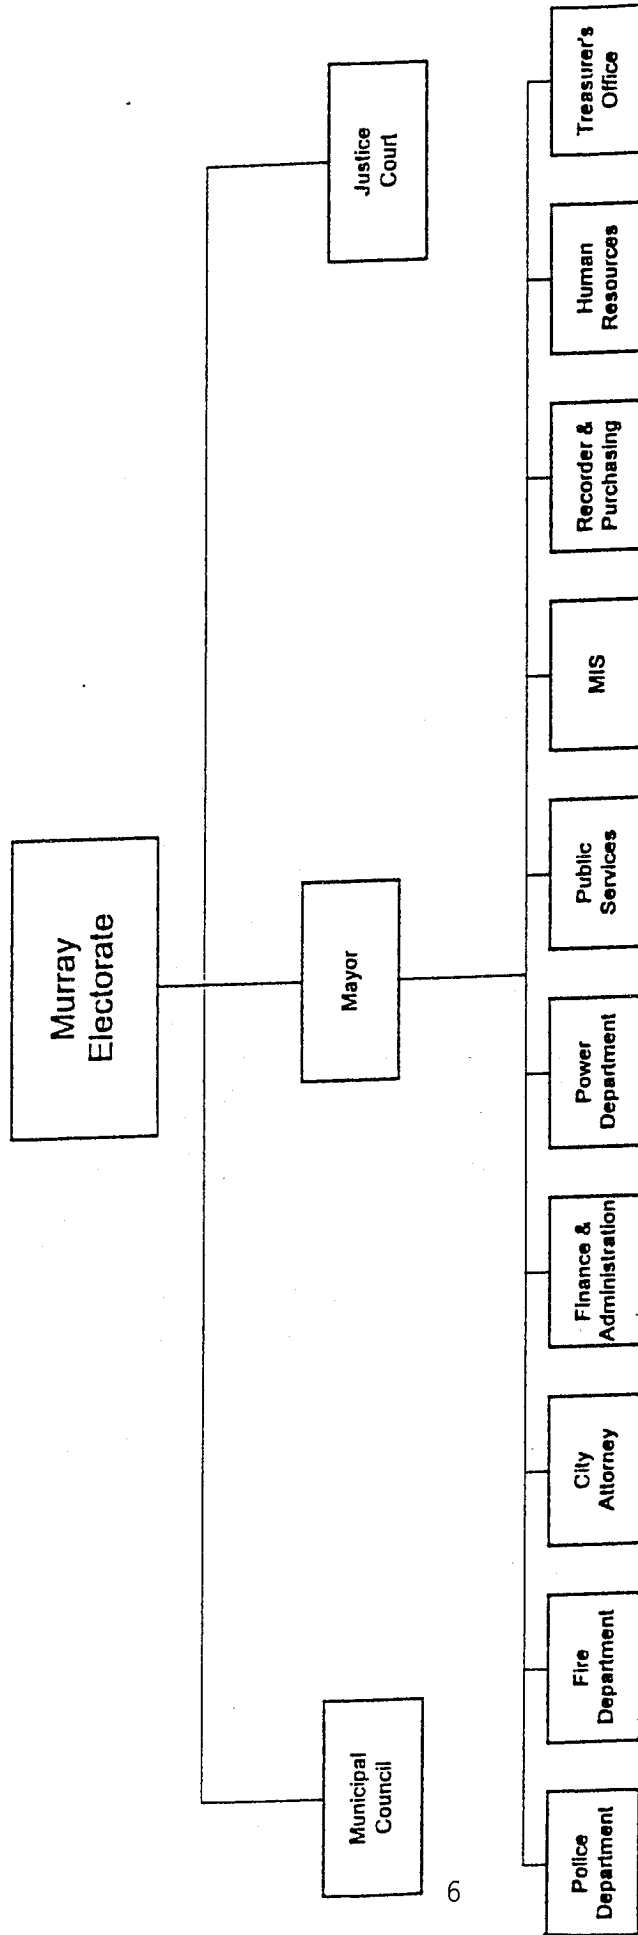 Murray
Electorate
Municipal
Council
Mayor
Justice
Court
Police
Department
Fire
Department
City
Attorney
Finance &
Administration
Power
Department
Public
Services
MIS
Recorder &
Purchasing
Human
Resources
Treasurer's
Office
6